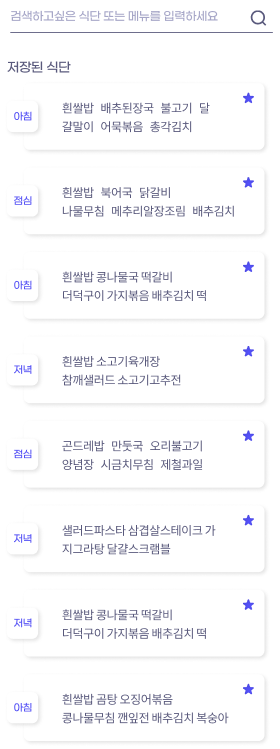 검색하고싶은 식단 또는 메뉴를 입력하세요
저장된 식단
아침
흰쌀밥 배추된장국 불고기 달
걀말이 어묵볶음 총각김치
점심
흰쌀밥 북어국 닭갈비
나물무침 메추리알장조림 배추김치
아침
흰쌀밥 콩나물국 떡갈비
더덕구이 가지볶음 배추김치 떡
저녁
흰쌀밥 소고기육개장
참깨샐러드 소고기고추전
점심
곤드레밥 만둣국 오리불고기
양념장 시금치무침 제철과일
저녁
샐러드파스타 삼겹살스테이크 가
지그라탕 달걀스크램블
저녁
흰쌀밥 콩나물국 떡갈비
더덕구이 가지볶음 배추김치 떡
아침
흰쌀밥 곰탕 오징어볶음
콩나물무침 깻잎전 배추김치 복숭아